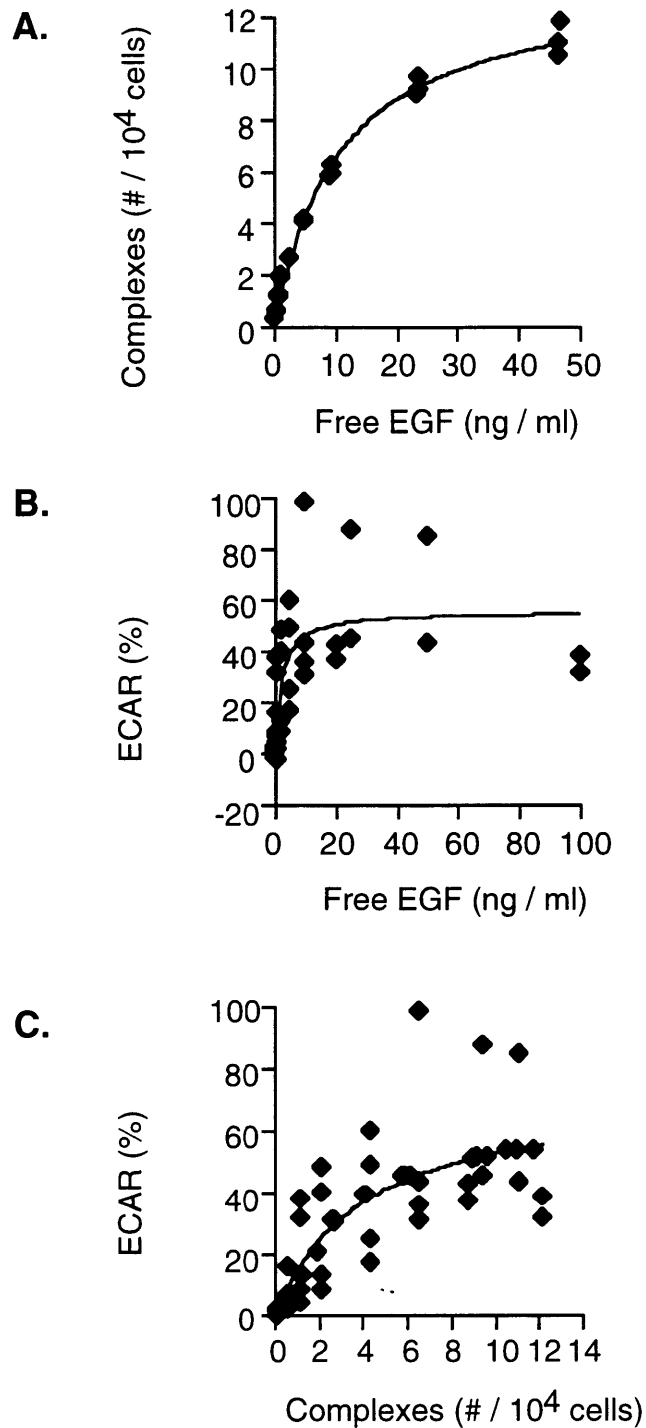 A.
Complexes (# / 10⁴ cells)
12
10
8
6
4
2
0
0 10 20 30 40 50
Free EGF (ng / ml)
B.
ECAR (%)
100
80
60
40
20
0
-20
0 20 40 60 80 100
Free EGF (ng / ml)
C.
ECAR (%)
100
80
60
40
20
0
0 2 4 6 8 10 12 14
Complexes (# / 10⁴ cells)